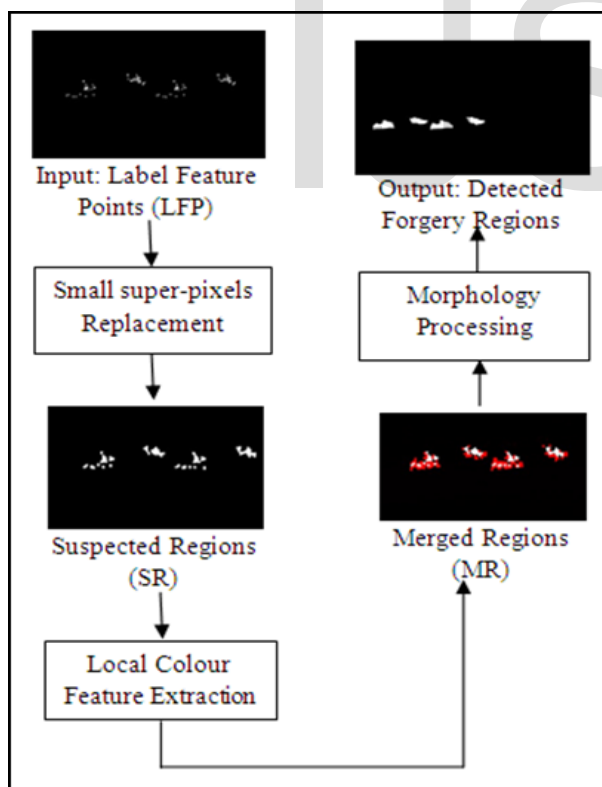 Input: Label Feature
Points (LFP)
Small super-pixels
Replacement
Suspected Regions
(SR)
Local Colour
Feature Extraction
Merged Regions
(MR)
Morphology
Processing
Output: Detected
Forgery Regions